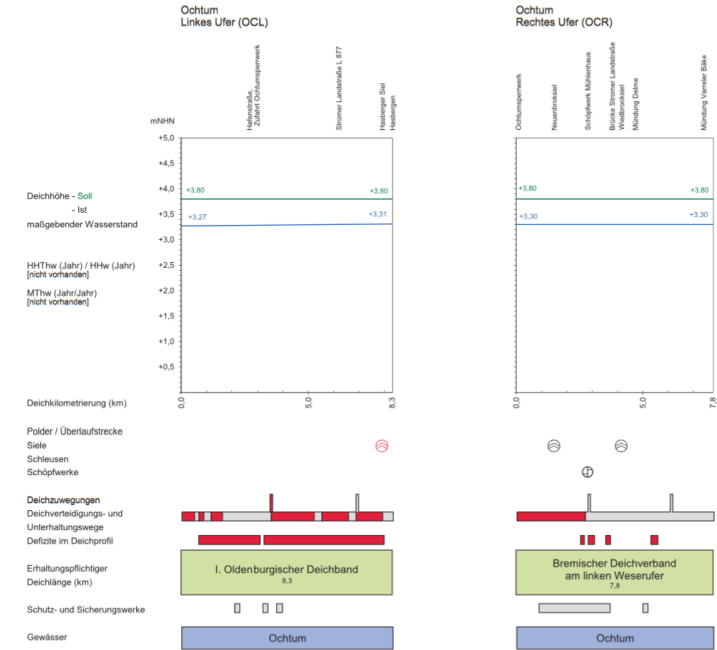 Ochtum
Linkes Ufer (OCL)
Ochtum
Rechtes Ufer (OCR)
Hafenstraße,
Zufahrt Ochtumsperrwerk
Stromer Landstraße L 877
Hasberger Siel
Hasbergen
Ochtumsperrwerk
Neuenbroksiel
Schöpfwerk Mühlenhaus
Brücke Stromer Landstraße
Wiedbrooksiel
Mündung Delme
Mündung Varreler Bäke
mNHN
+5,0
+4,5
+4,0
+3,5
+3,0
+2,5
+2,0
+1,5
+1,0
+0,5
Deichhöhe - Soll
- Ist
maßgebender Wasserstand
HHThw (Jahr) / HHw (Jahr)
[nicht vorhanden]
MThw (Jahr/Jahr)
[nicht vorhanden]
+3,80
+3,80
+3,27
+3,31
+3,80
+3,80
+3,30
+3,30
Deichkilometrierung (km)
0,0
5,0
8,3
0,0
5,0
7,8
Polder / Überlaufstrecke
Siele
Schleusen
Schöpfwerke
Deichzuwegungen
Deichverteidigungs- und
Unterhaltungswege
Defizite im Deichprofil
Erhaltungspflichtiger
Deichlänge (km)
I. Oldenburgischer Deichband
8,3
Bremischer Deichverband
am linken Weserufer
7,8
Schutz- und Sicherungswerke
Gewässer
Ochtum
Ochtum